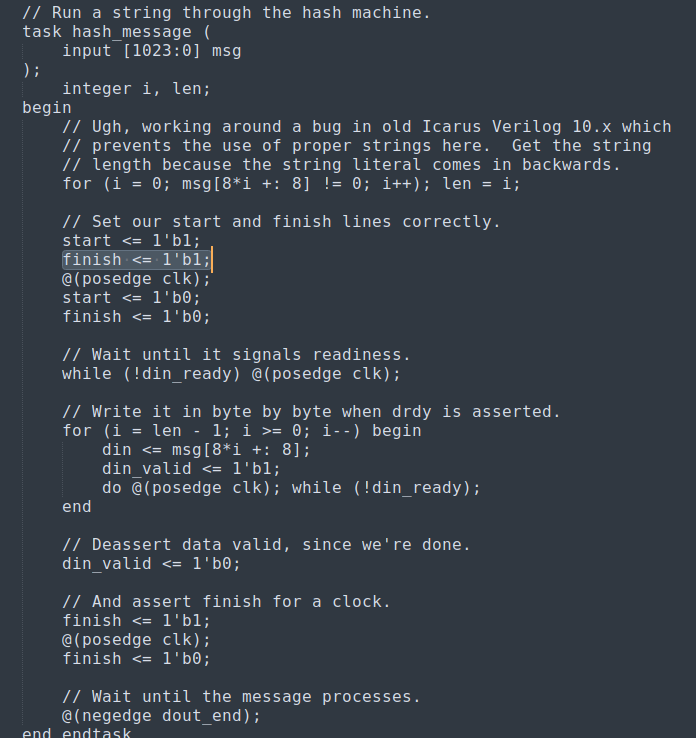 // Run a string through the hash machine.
task hash_message (
    input [1023:0] msg
);
    integer i, len;
begin
    // Ugh, working around a bug in old Icarus Verilog 10.x which
    // prevents the use of proper strings here.  Get the string
    // length because the string literal comes in backwards.
    for (i = 0; msg[8*i +: 8] != 0; i++); len = i;

    // Set our start and finish lines correctly.
    start <= 1'b1;
    finish <= 1'b1;
    @(posedge clk);
    start <= 1'b0;
    finish <= 1'b0;

    // Wait until it signals readiness.
    while (!din_ready) @(posedge clk);

    // Write it in byte by byte when drdy is asserted.
    for (i = len - 1; i >= 0; i--) begin
        din <= msg[8*i +: 8];
        din_valid <= 1'b1;
        do @(posedge clk); while (!din_ready);
    end

    // Deassert data valid, since we're done.
    din_valid <= 1'b0;

    // And assert finish for a clock.
    finish <= 1'b1;
    @(posedge clk);
    finish <= 1'b0;

    // Wait until the message processes.
    @(negedge dout_end);
end endtask